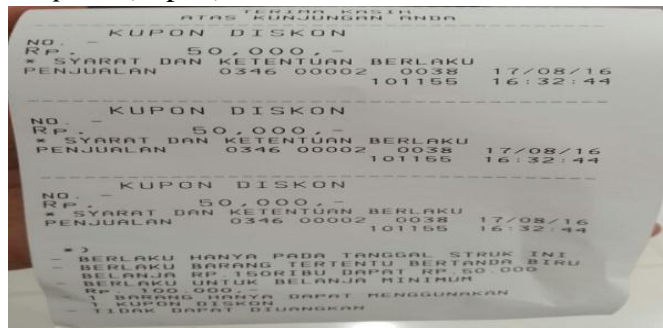 TERIMA KASIH
ATAS KUNJUNGAN ANDA
KUPON DISKON
NO. -
RP. 50,000,-
* SYARAT DAN KETENTUAN BERLAKU
PENJUALAN 0346 00002 0038 17/08/16
101155 16:32:44
KUPON DISKON
NO. -
RP. 50,000,-
* SYARAT DAN KETENTUAN BERLAKU
PENJUALAN 0346 00002 0038 17/08/16
101155 16:32:44
KUPON DISKON
NO. -
RP. 50,000,-
* SYARAT DAN KETENTUAN BERLAKU
PENJUALAN 0346 00002 0038 17/08/16
101155 16:32:44
*)
- BERLAKU HANYA PADA TANGGAL STRUK INI
- BERLAKU BARANG TERTENTU BERTANDA BIRU
BELANJA RP.150RIBU DAPAT RP.50.000
- BERLAKU UNTUK BELANJA MINIMUM
RP. 100.000,-
- 1 BARANG HANYA DAPAT MENGGUNAKAN
1 KUPON DISKON
- TIDAK DAPAT DIUANGKAN